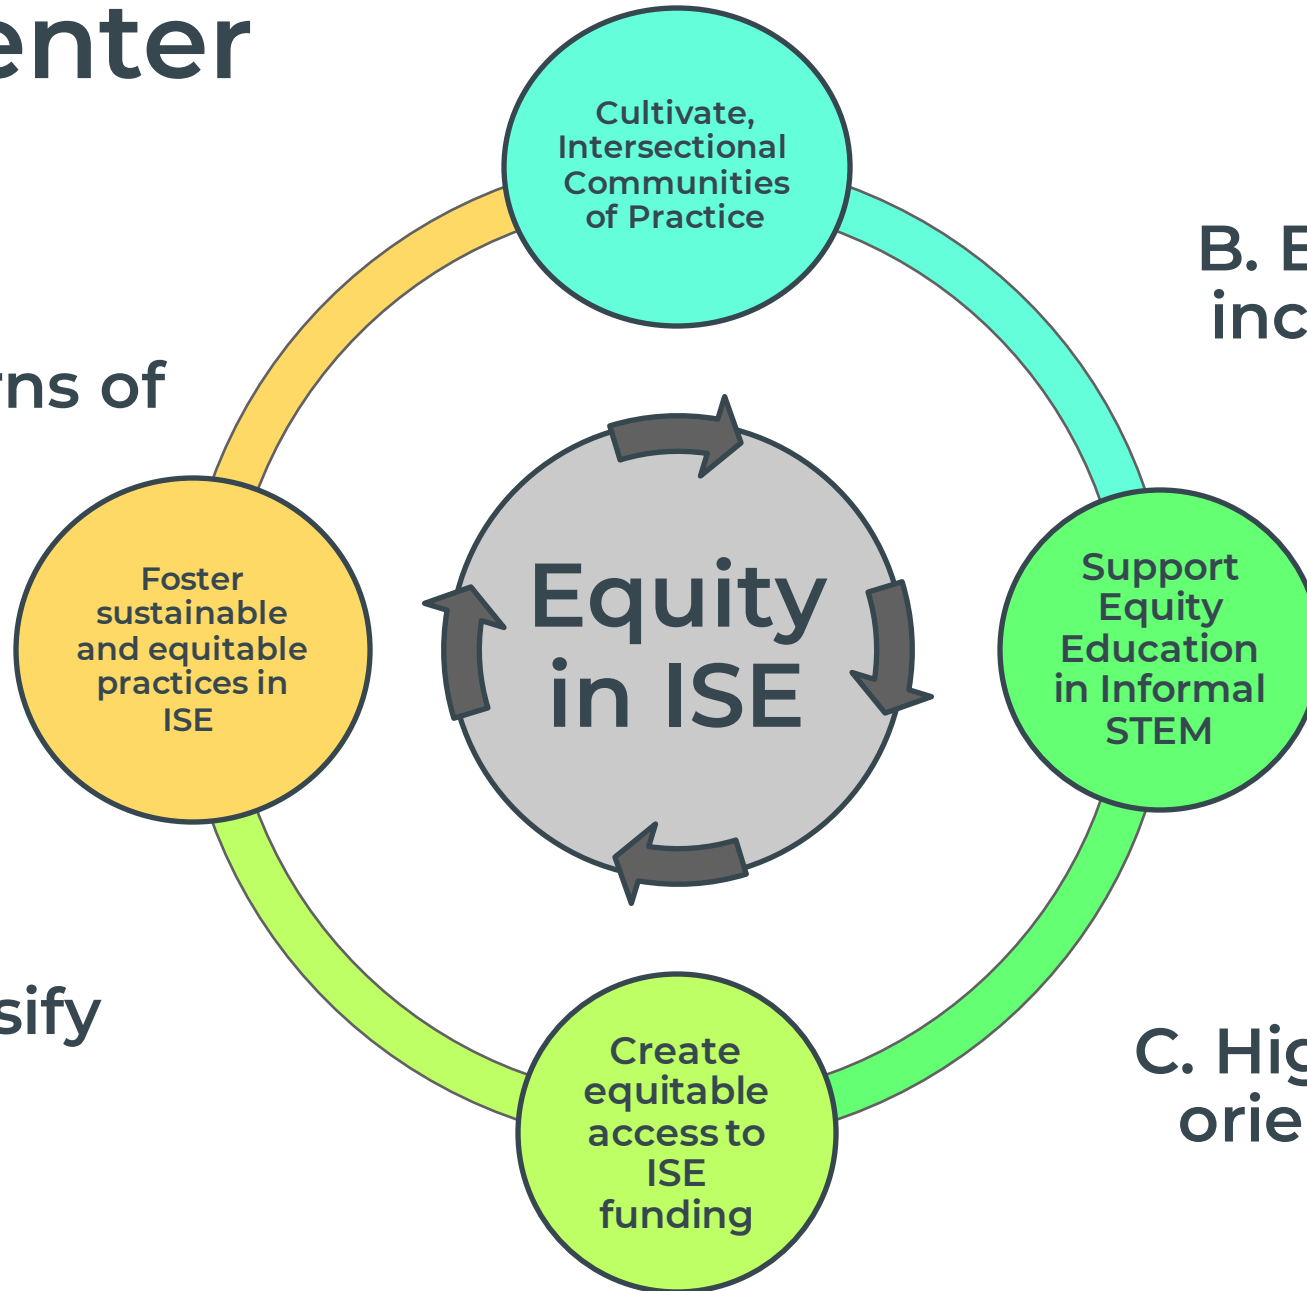 enter
Cultivate,
Intersectional
Communities
of Practice
B. E
inc
rns of
Equity
in ISE
Foster
sustainable
and equitable
practices in
ISE
Support
Equity
Education
in Informal
STEM
sify
C. Hig
orie
Create
equitable
access to
ISE
funding